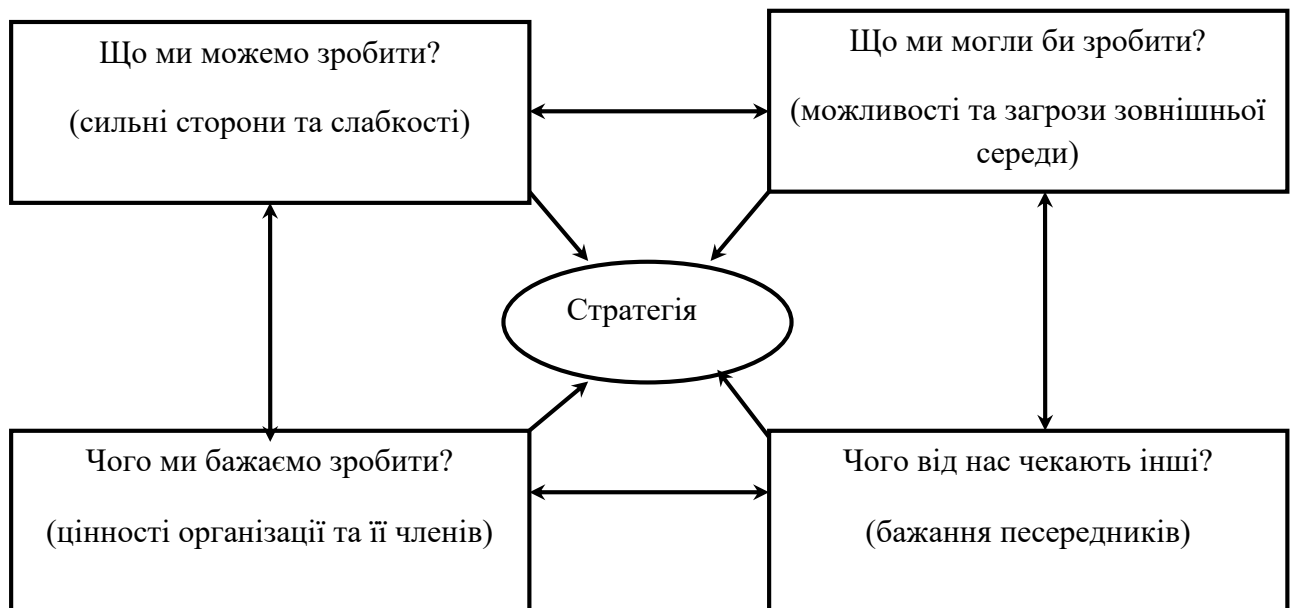 Що ми можемо зробити?
(сильні сторони та слабкості)
Що ми могли би зробити?
(можливості та загрози зовнішньої
середи)
Стратегія
Чого ми бажаємо зробити?
(цінності організації та її членів)
Чого від нас чекають інші?
(бажання песередників)